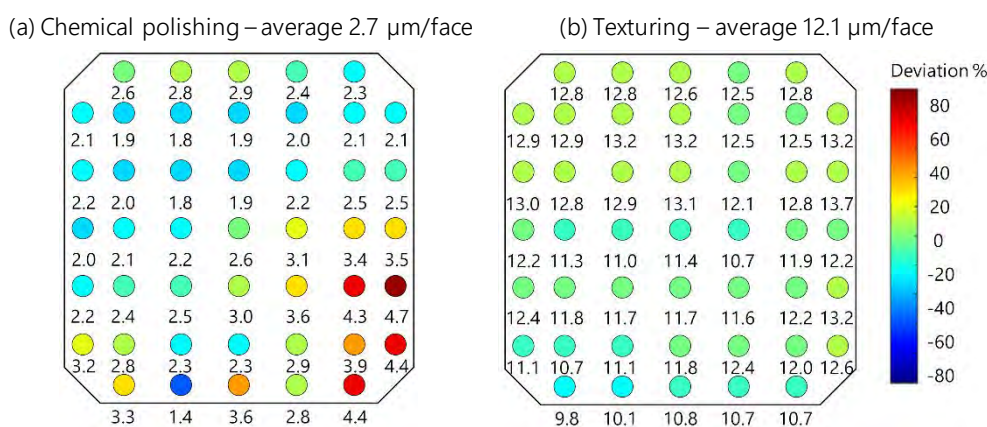 (a) Chemical polishing – average 2.7 µm/face
(b) Texturing – average 12.1 µm/face
2.6 2.8 2.9 2.4 2.3
2.1 1.9 1.8 1.9 2.0 2.1 2.1
2.2 2.0 1.8 1.9 2.2 2.5 2.5
2.0 2.1 2.2 2.6 3.1 3.4 3.5
2.2 2.4 2.5 3.0 3.6 4.3 4.7
3.2 2.8 2.3 2.3 2.9 3.9 4.4
3.3 1.4 3.6 2.8 4.4
12.8 12.8 12.6 12.5 12.8
12.9 12.9 13.2 13.2 12.5 12.5 13.2
13.0 12.8 12.9 13.1 12.1 12.8 13.7
12.2 11.3 11.0 11.4 10.7 11.9 12.2
12.4 11.8 11.7 11.7 11.6 12.2 13.2
11.1 10.7 11.1 11.8 12.4 12.0 12.6
9.8 10.1 10.8 10.7 10.7
Deviation %
80
60
40
20
0
-20
-40
-60
-80